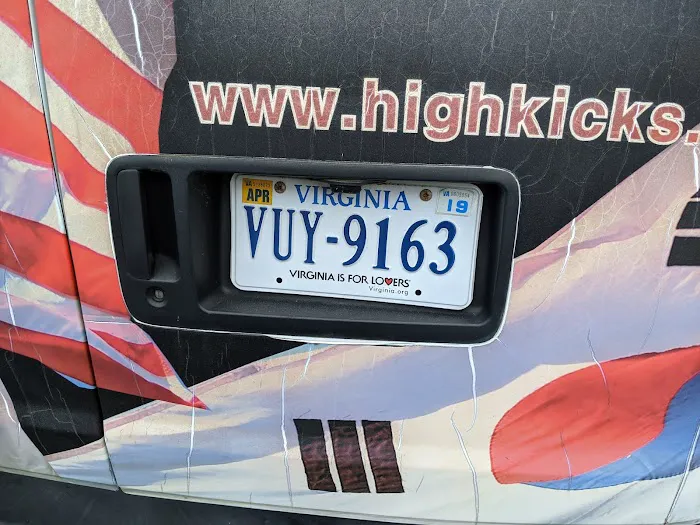 www.highkicks.
APR
VIRGINIA
19
VUY-9163
VIRGINIA IS FOR LOVERS
Virginia.org